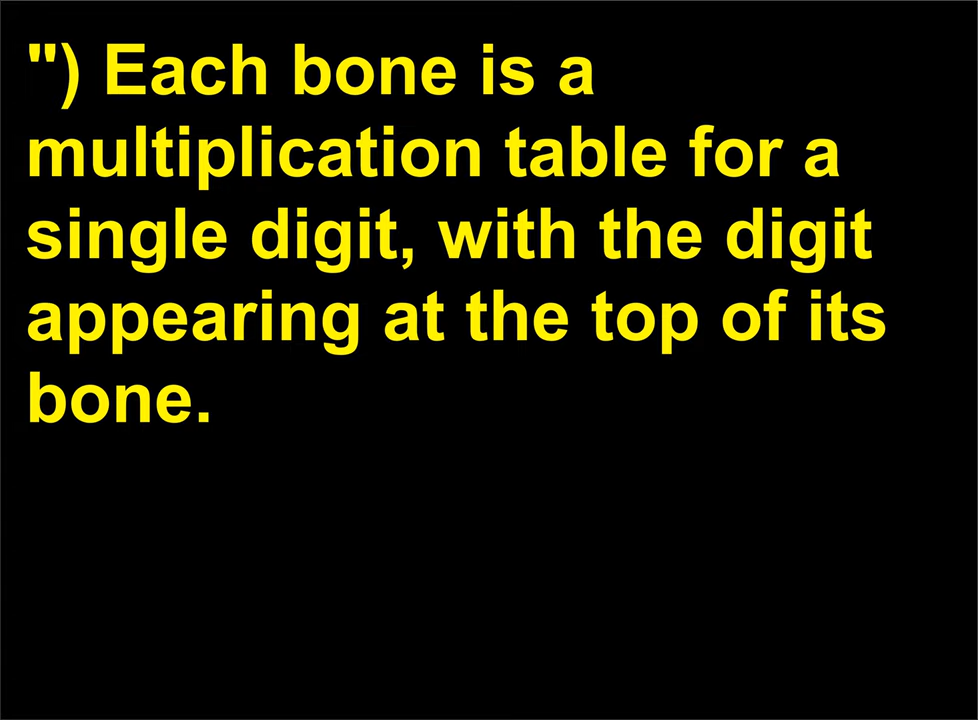 ") Each bone is a
multiplication table for a
single digit, with the digit
appearing at the top of its
bone.